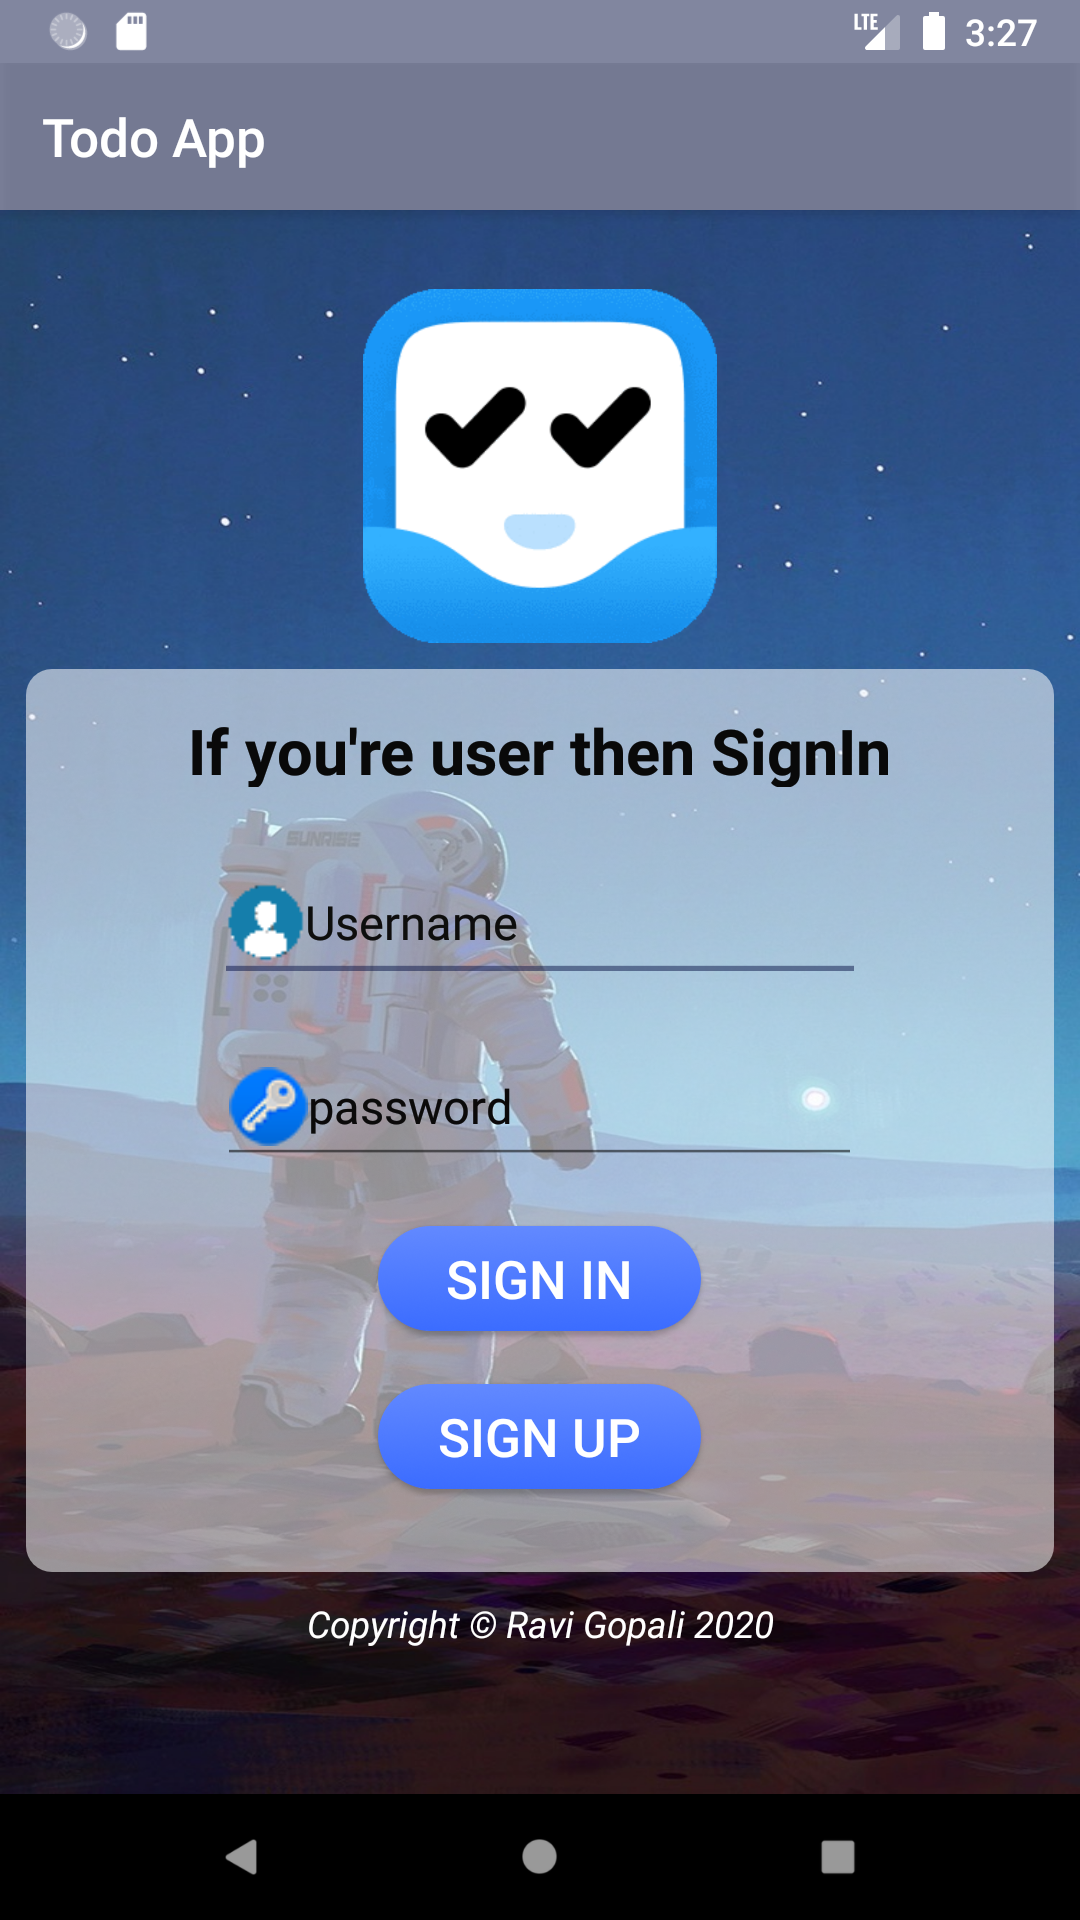 LTE 3:27
Todo App
If you're user then SignIn
SUNRISE
Username
password
SIGN IN
SIGN UP
Copyright © Ravi Gopali 2020